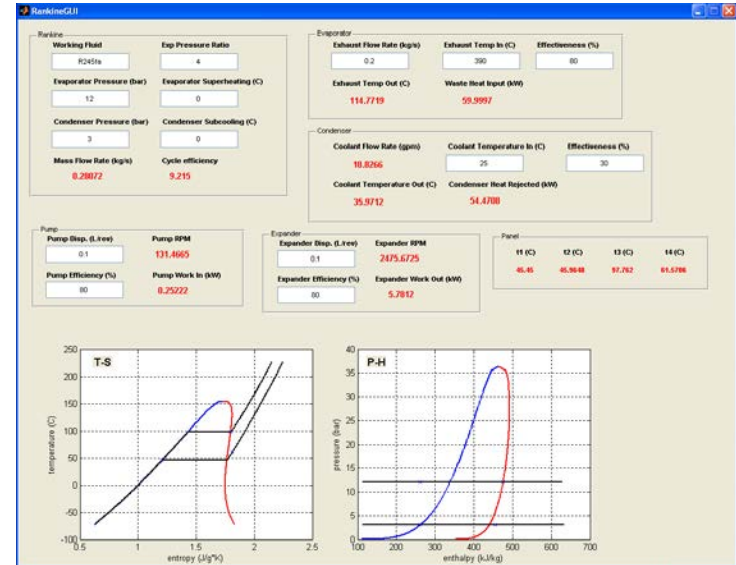 RankineGUI
Rankine
Working Fluid Exp Pressure Ratio
R245fa 4
Evaporator Pressure (bar) Evaporator Superheating (C)
12 0
Condenser Pressure (bar) Condenser Subcooling (C)
3 0
Mass Flow Rate (kg/s) Cycle efficiency
0.28072 9.215
Evaporator
Exhaust Flow Rate (kg/s) Exhaust Temp In (C) Effectiveness (%)
0.2 390 80
Exhaust Temp Out (C) Waste Heat Input (kW)
114.7719 59.9997
Condenser
Coolant Flow Rate (gpm) Coolant Temperature In (C) Effectiveness (%)
10.8266 25 30
Coolant Temperature Out (C) Condenser Heat Rejected (kW)
35.9712 54.4708
Pump
Pump Disp. (L/rev) Pump RPM
0.1 131.4665
Pump Efficiency (%) Pump Work In (kW)
80 0.25222
Expander
Expander Disp. (L/rev) Expander RPM
0.1 2475.6725
Expander Efficiency (%) Expander Work Out (kW)
80 5.7812
Panel
t1 (C) t2 (C) t3 (C) t4 (C)
45.45 45.9648 97.762 61.5786
T-S
250
200
150
100
50
0
-50
-100
0.5 1 1.5 2 2.5
temperature (C)
entropy (J/g*K)
P-H
40
35
30
25
20
15
10
5
0
100 200 300 400 500 600 700
pressure (bar)
enthalpy (kJ/kg)